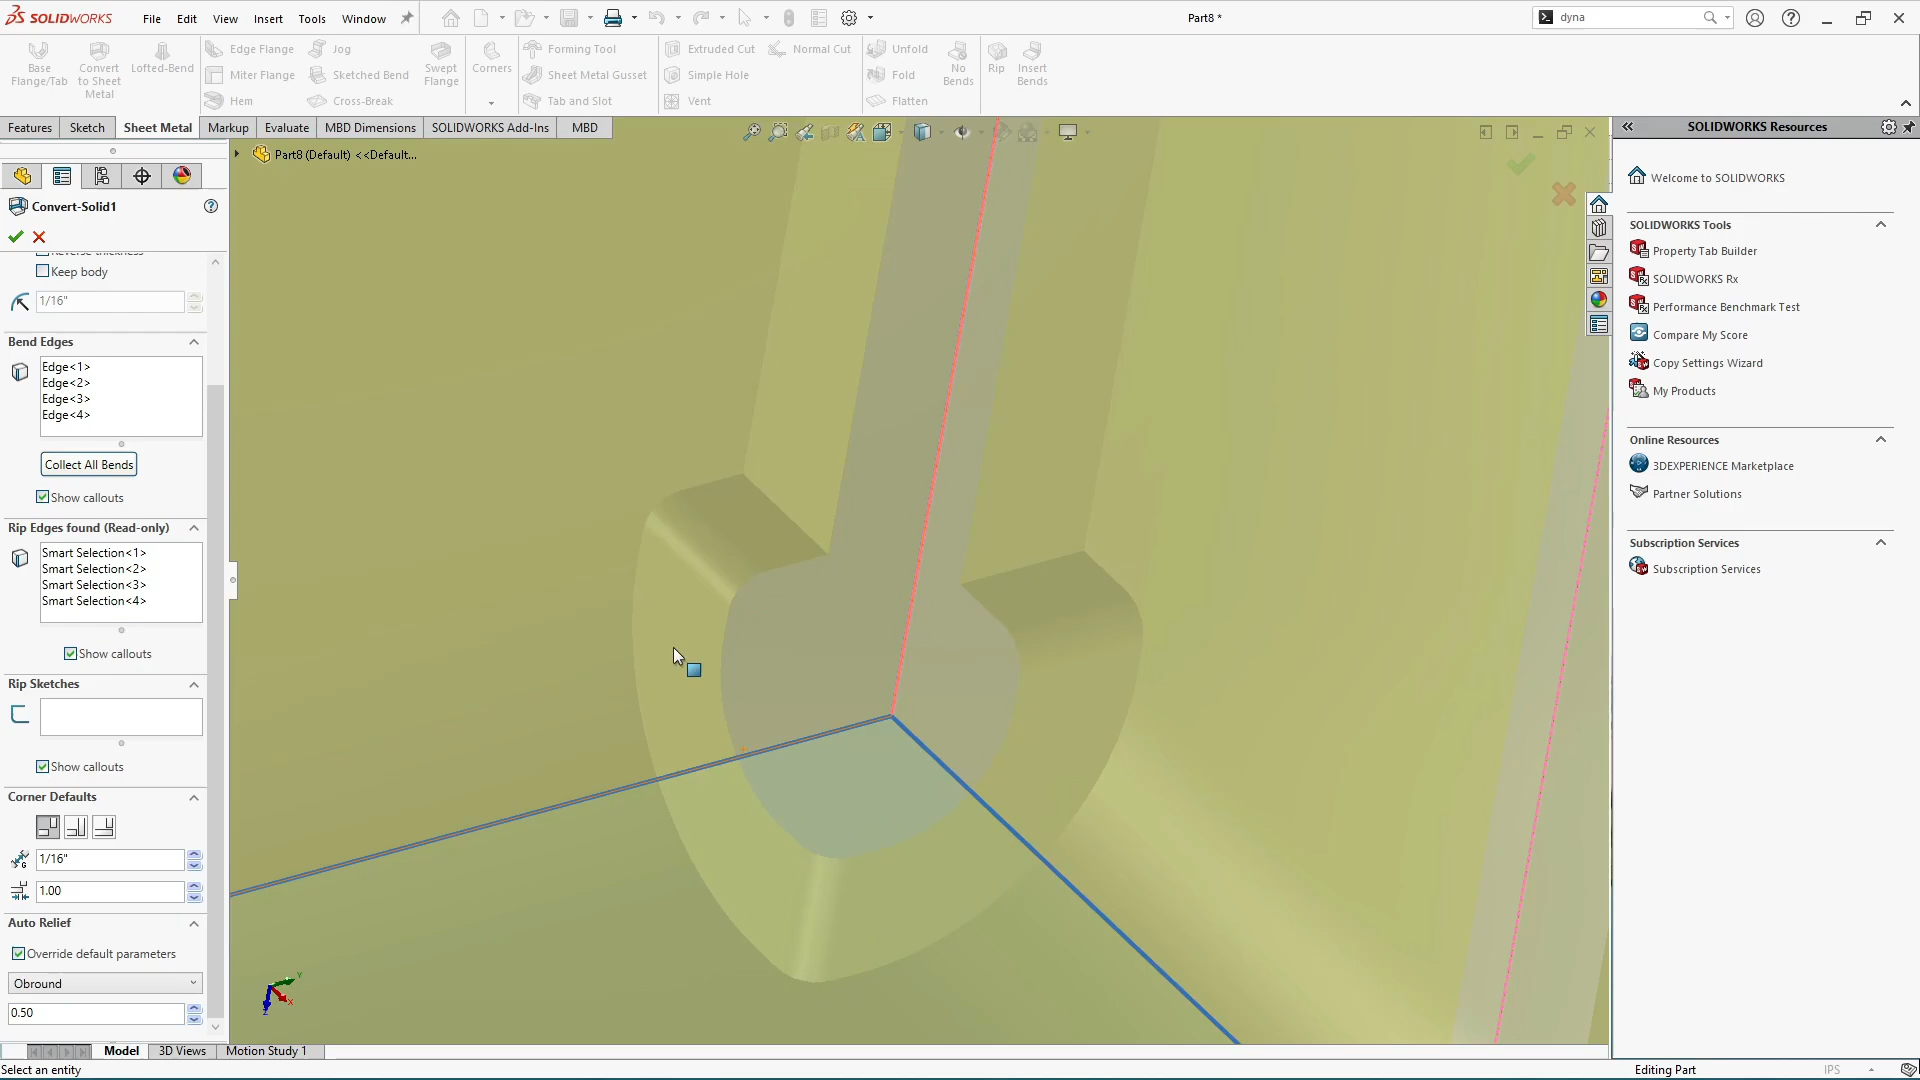 SOLIDWORKS
File
Edit
View
Insert
Tools
Window
Part8 *
dyna
Base Flange/Tab
Convert to Sheet Metal
Lofted-Bend
Edge Flange
Miter Flange
Hem
Jog
Sketched Bend
Cross-Break
Swept Flange
Corners
Forming Tool
Sheet Metal Gusset
Tab and Slot
Extruded Cut
Simple Hole
Vent
Normal Cut
Unfold
Fold
Flatten
No Bends
Rip
Insert Bends
Features
Sketch
Sheet Metal
Markup
Evaluate
MBD Dimensions
SOLIDWORKS Add-Ins
MBD
Part8 (Default) <<Default...
Convert-Solid1
Reverse thickness
Keep body
1/16"
Bend Edges
Edge<1>
Edge<2>
Edge<3>
Edge<4>
Collect All Bends
Show callouts
Rip Edges found (Read-only)
Smart Selection<1>
Smart Selection<2>
Smart Selection<3>
Smart Selection<4>
Show callouts
Rip Sketches
Show callouts
Corner Defaults
1/16"
1.00
Auto Relief
Override default parameters
Obround
0.50
Y
X
Z
SOLIDWORKS Resources
Welcome to SOLIDWORKS
SOLIDWORKS Tools
Property Tab Builder
SOLIDWORKS Rx
Performance Benchmark Test
Compare My Score
Copy Settings Wizard
My Products
Online Resources
3DEXPERIENCE Marketplace
Partner Solutions
Subscription Services
Subscription Services
Model
3D Views
Motion Study 1
Select an entity
Editing Part
IPS